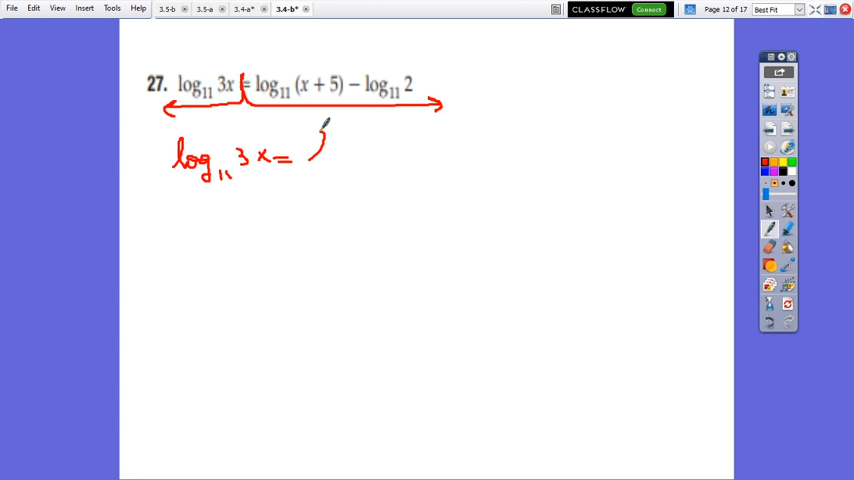 File Edit View Insert Tools Help 3.5-b 3.5-a 3.4-a* 3.4-b* CLASSFLOW Connect Page 12 of 17 Best Fit
27. log₁₁ 3x = log₁₁ (x + 5) − log₁₁ 2
log₁₁ 3x =